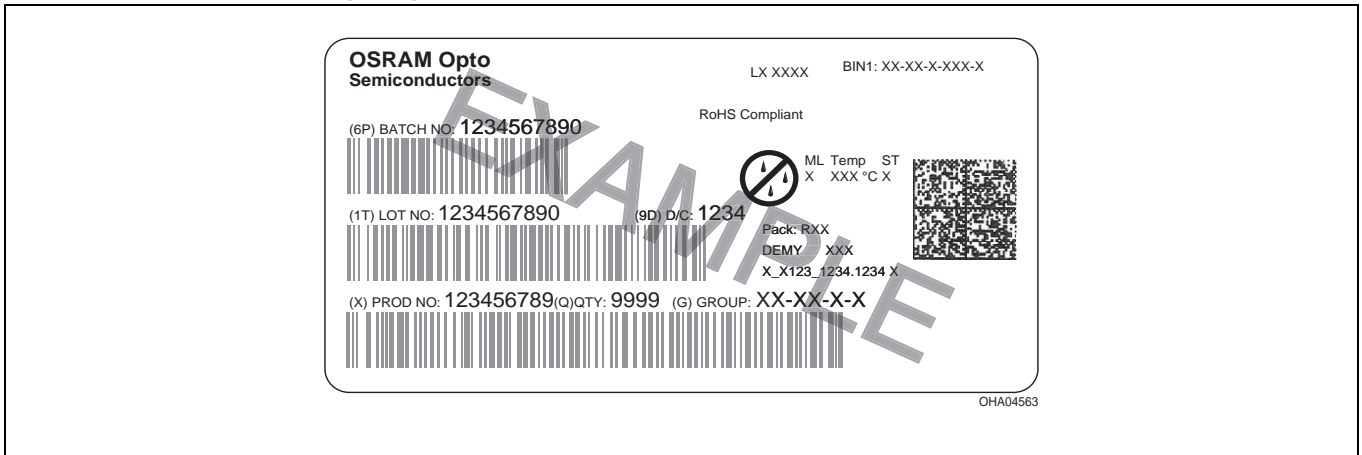 OSRAM Opto
Semiconductors
LX XXXX
BIN1: XX-XX-X-XXX-X
RoHS Compliant
(6P) BATCH NO: 1234567890
ML Temp ST
X XXX °C X
(1T) LOT NO: 1234567890 (9D) D/C: 1234
Pack: RXX
DEMY XXX
X_X123_1234.1234 X
(X) PROD NO: 123456789(Q)QTY: 9999 (G) GROUP: XX-XX-X-X
EXAMPLE
OHA04563